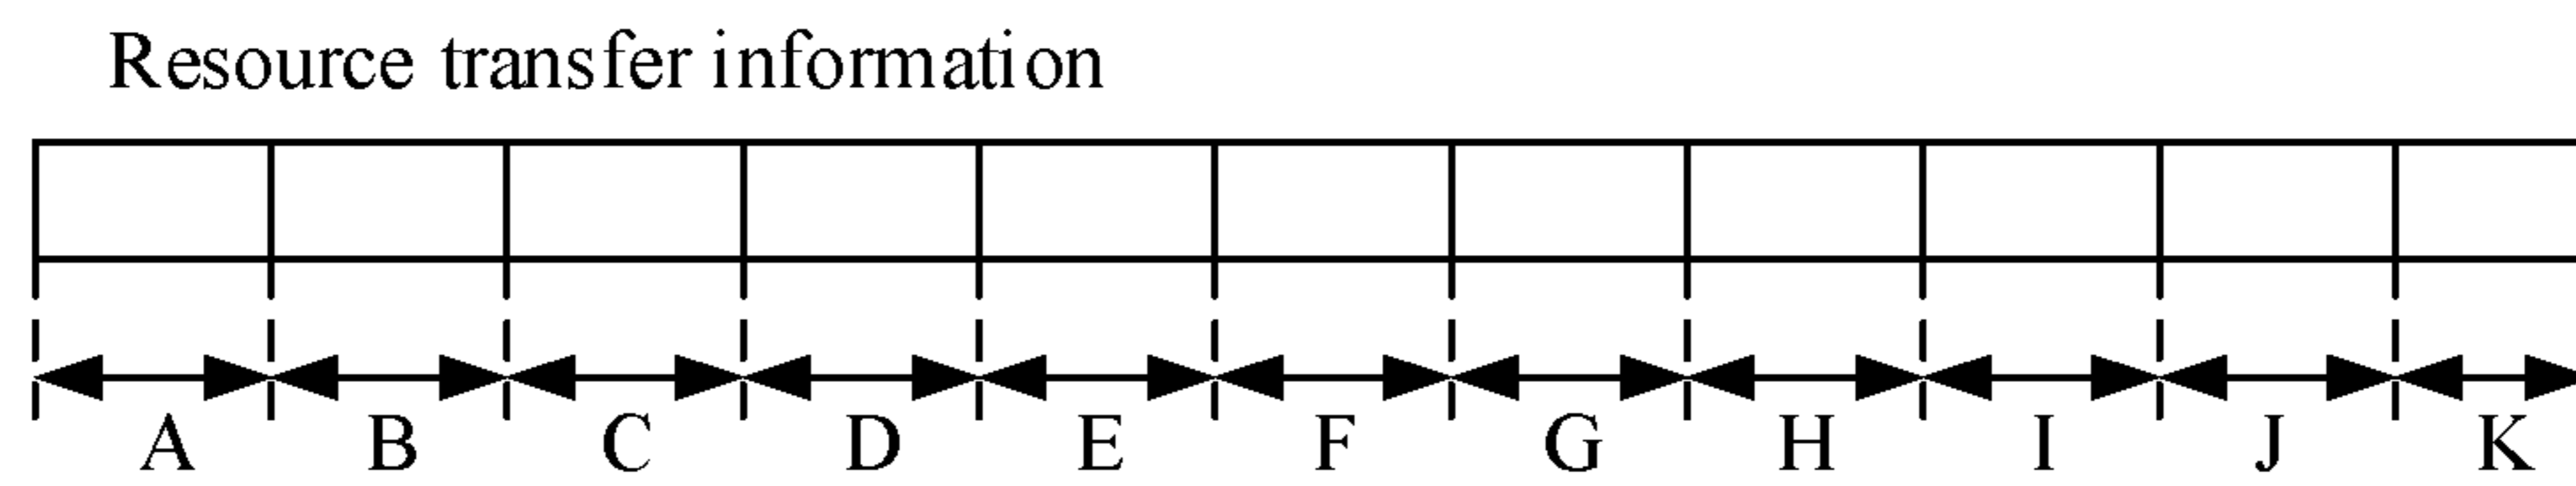 Resource transfer information
A B C D E F G H I J K